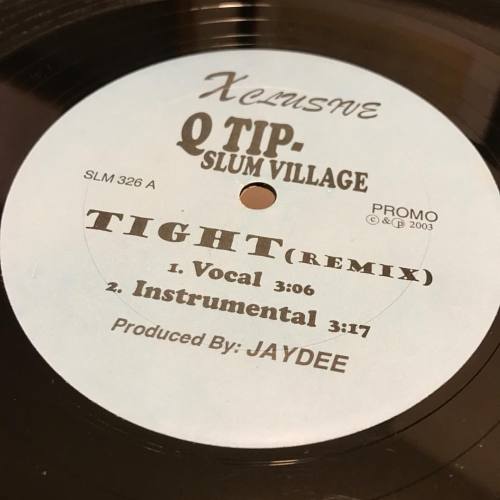 Xclusive
Q TIP-
SLUM VILLAGE
SLM 326 A
PROMO
© & ℗ 2003
TIGHT (REMIX)
1. Vocal 3:06
2. Instrumental 3:17
Produced By: JAYDEE